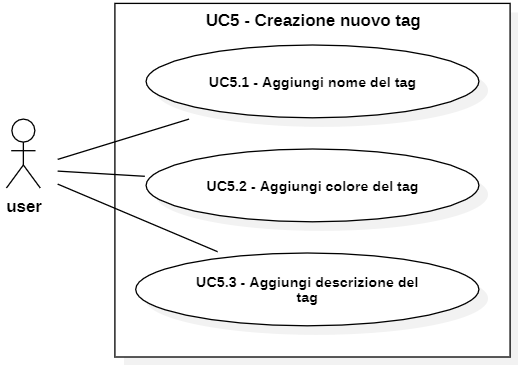 UC5 - Creazione nuovo tag
UC5.1 - Aggiungi nome del tag
UC5.2 - Aggiungi colore del tag
user
UC5.3 - Aggiungi descrizione del
tag